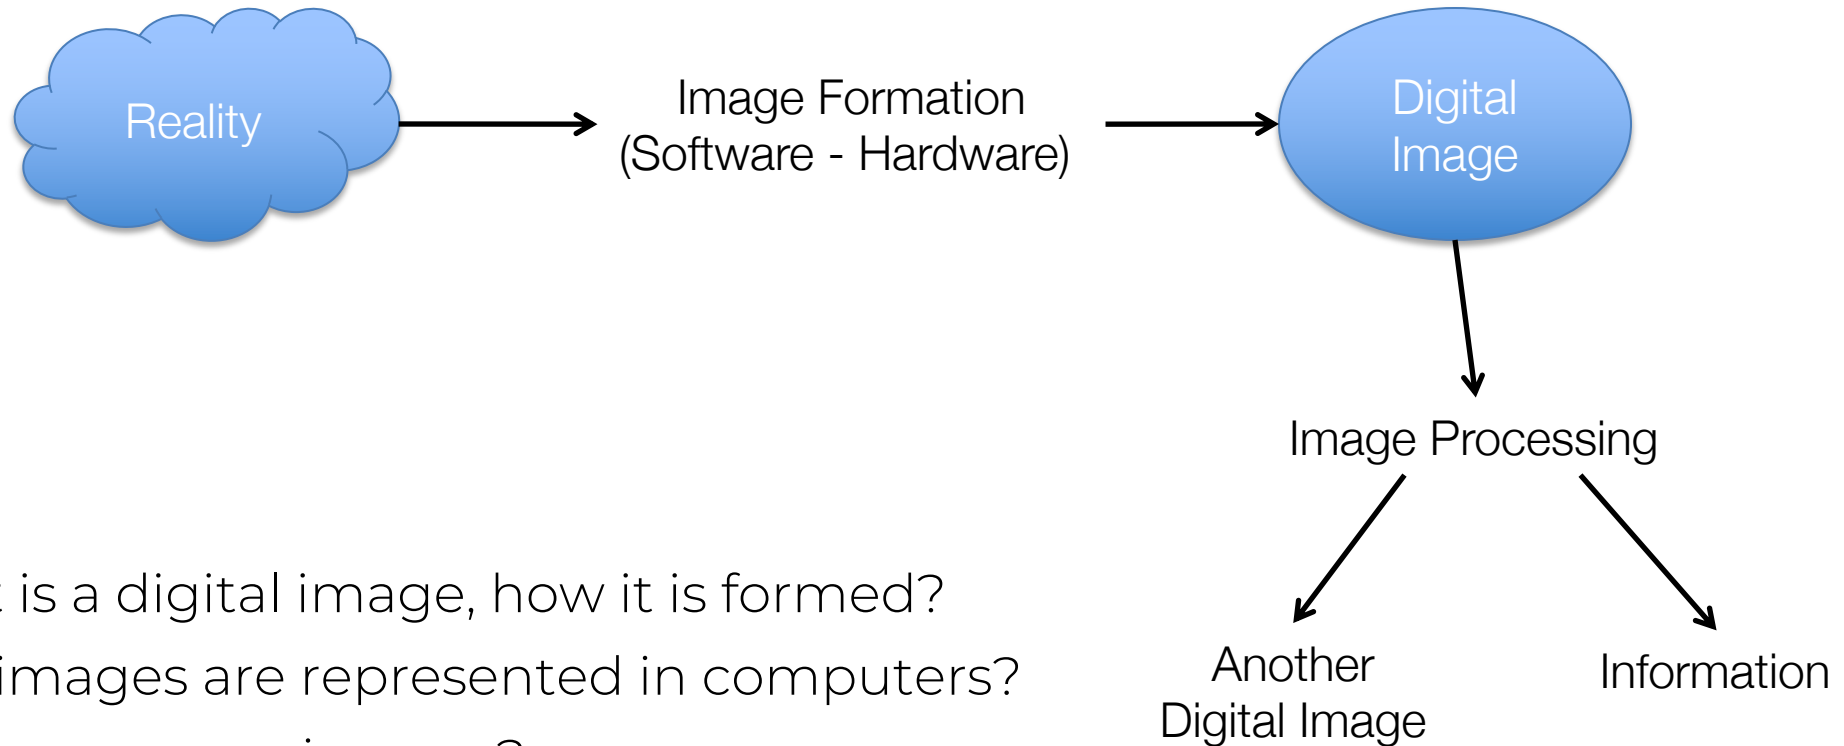 Reality
Image Formation
(Software - Hardware)
Digital
Image
Image Processing
Another
Digital Image
Information
is a digital image, how it is formed?
images are represented in computers?